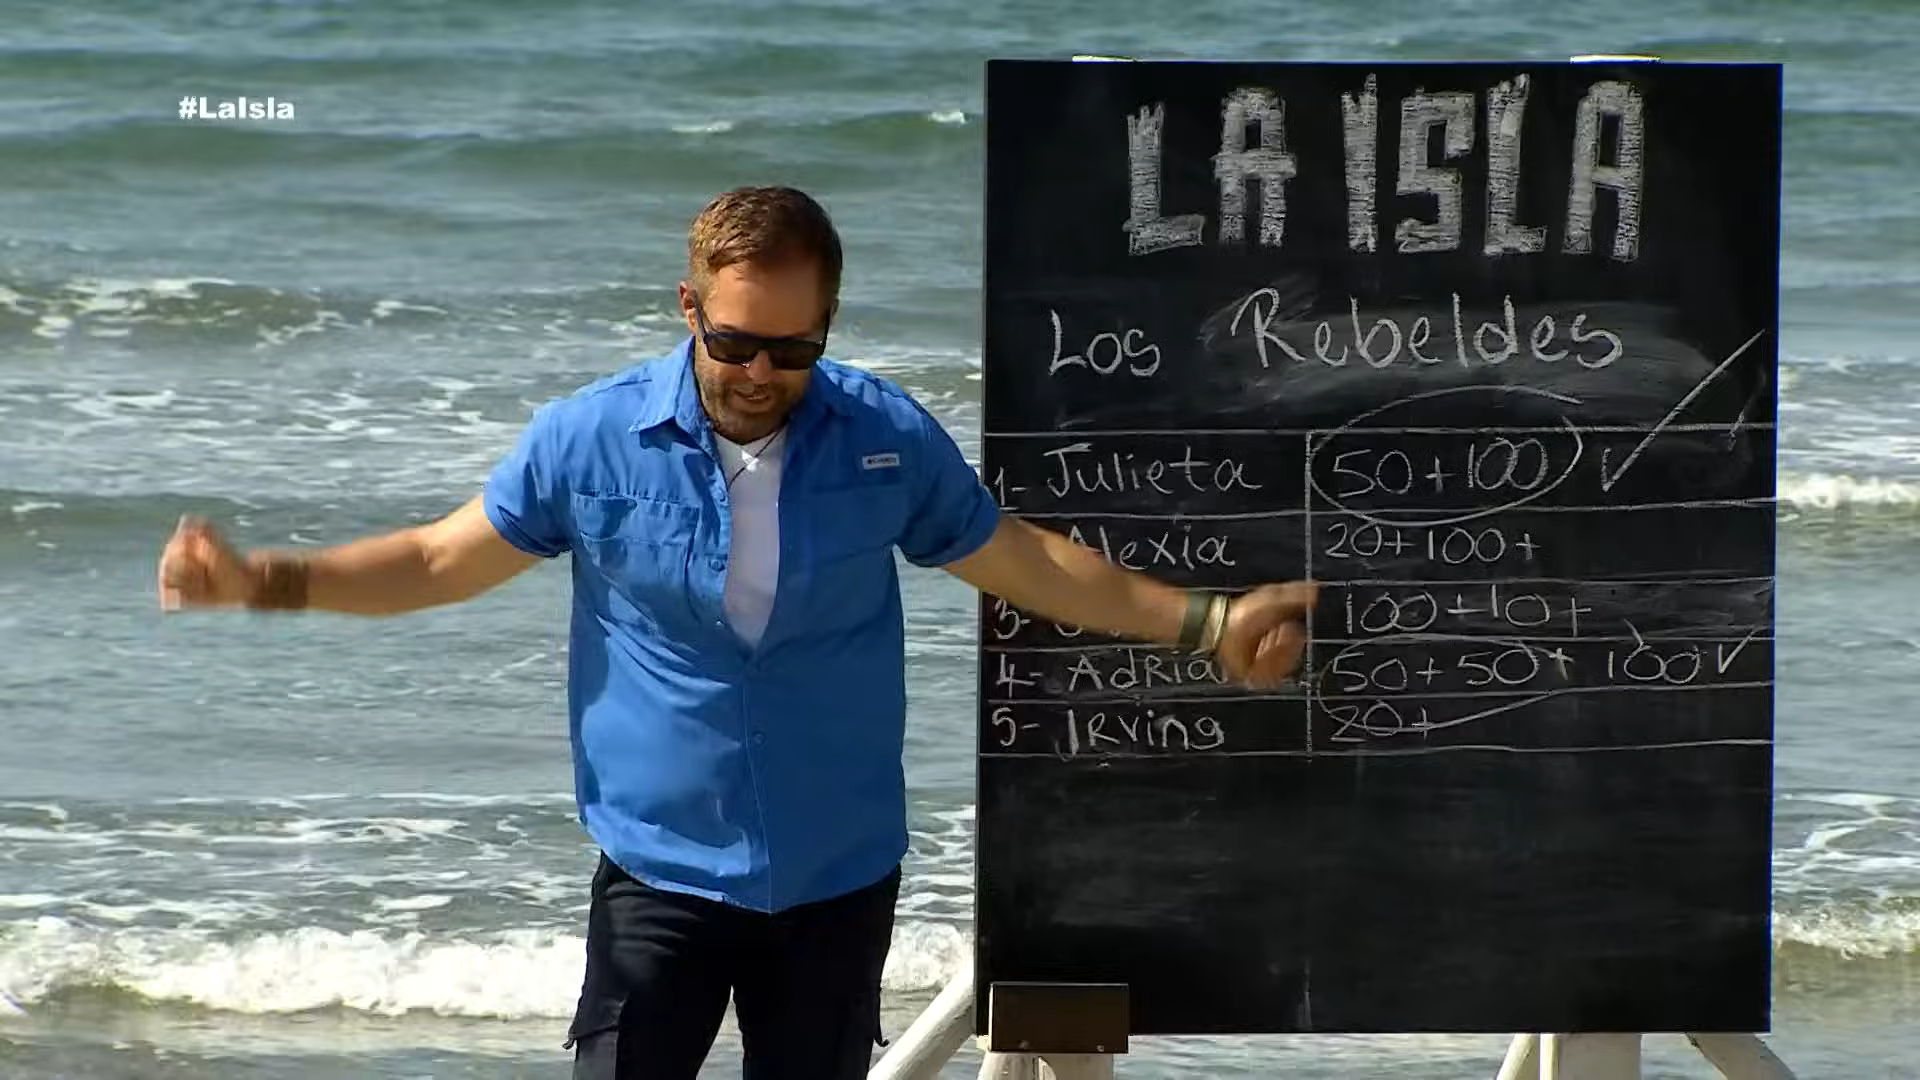 #LaIsla
LA ISLA
Los Rebeldes
1- Julieta 50+100
Alexia 20+100+
3- 100+10+
4- Adria 50+50+100
5- Irving 20+